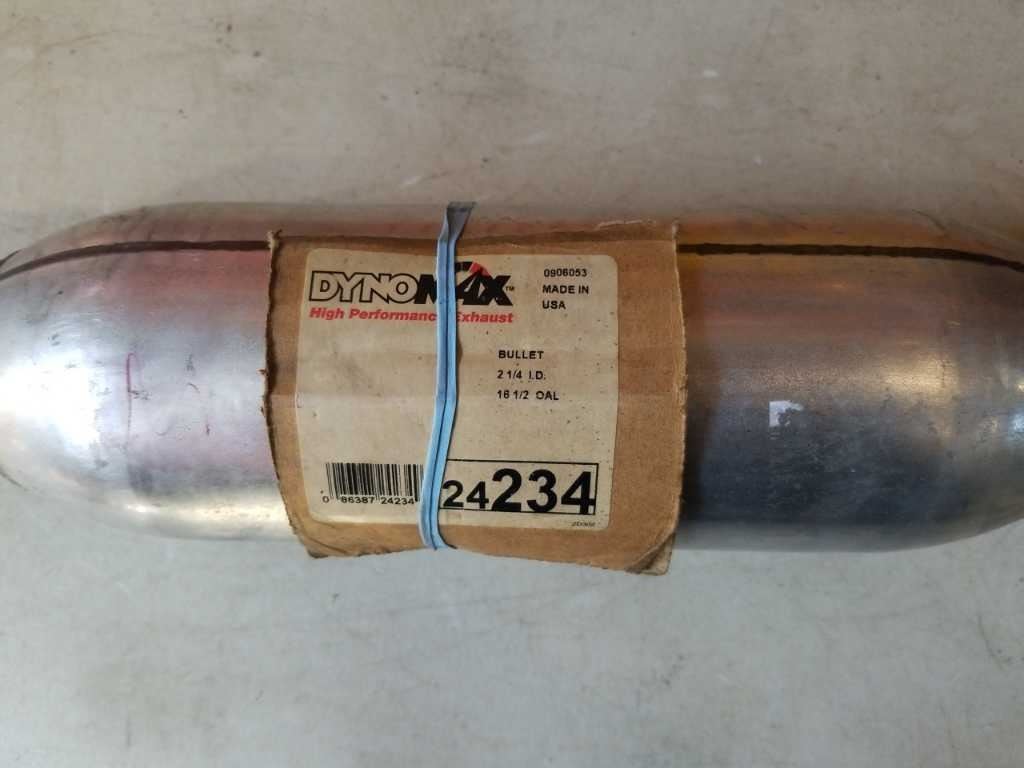 DYNOMAX™
High Performance Exhaust
0906053
MADE IN
USA
BULLET
2 1/4 I.D.
16 1/2 OAL
0 86387 24234
24234